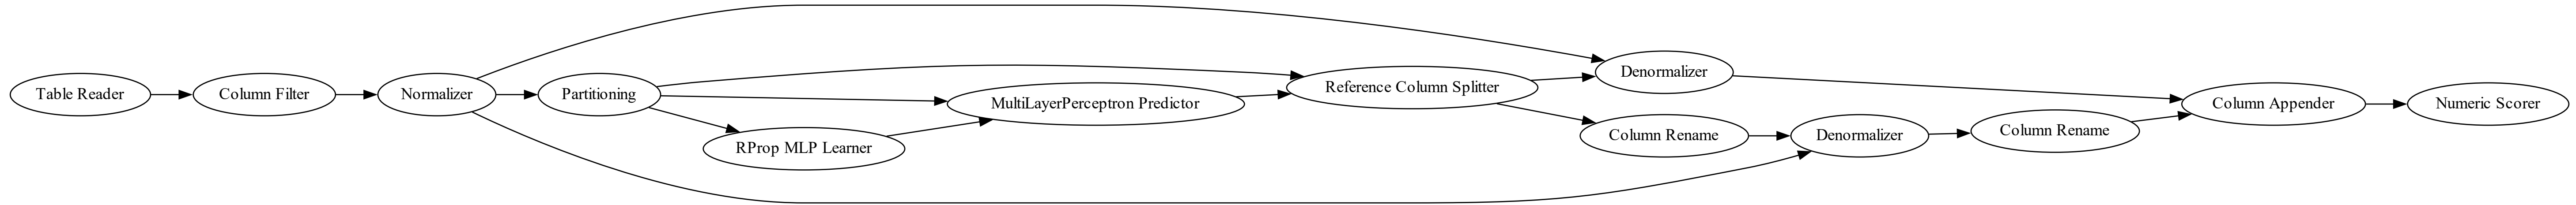 Table Reader
Column Filter
Normalizer
Partitioning
RProp MLP Learner
MultiLayerPerceptron Predictor
Reference Column Splitter
Denormalizer
Column Rename
Denormalizer
Column Rename
Column Appender
Numeric Scorer